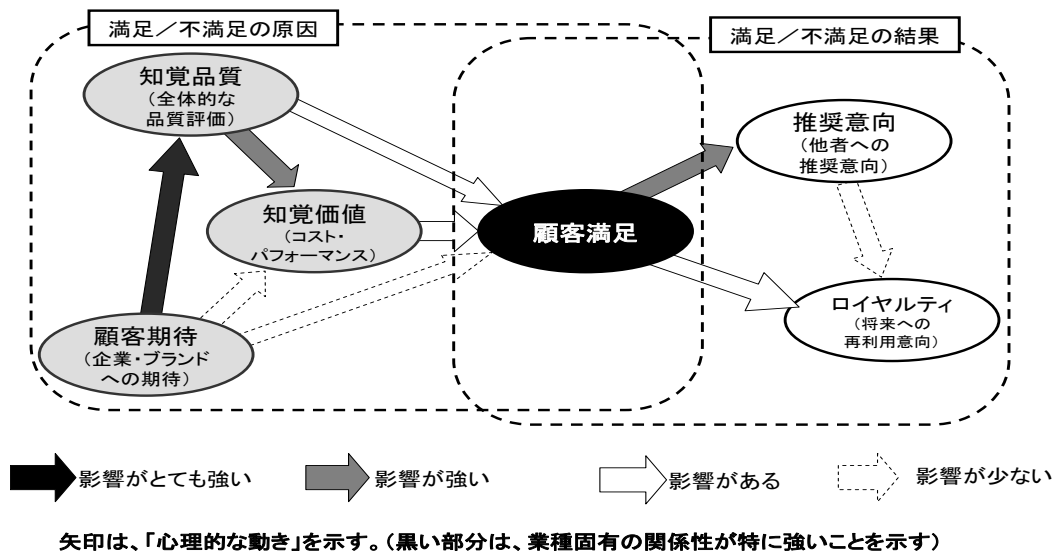 満足／不満足の原因
満足／不満足の結果
知覚品質
(全体的な
品質評価)
推奨意向
(他者への
推奨意向)
知覚価値
(コスト・
パフォーマンス)
顧客満足
顧客期待
(企業・ブランド
への期待)
ロイヤルティ
(将来への
再利用意向)
影響がとても強い
影響が強い
影響がある
影響が少ない
矢印は、「心理的な動き」を示す。(黒い部分は、業種固有の関係性が特に強いことを示す)